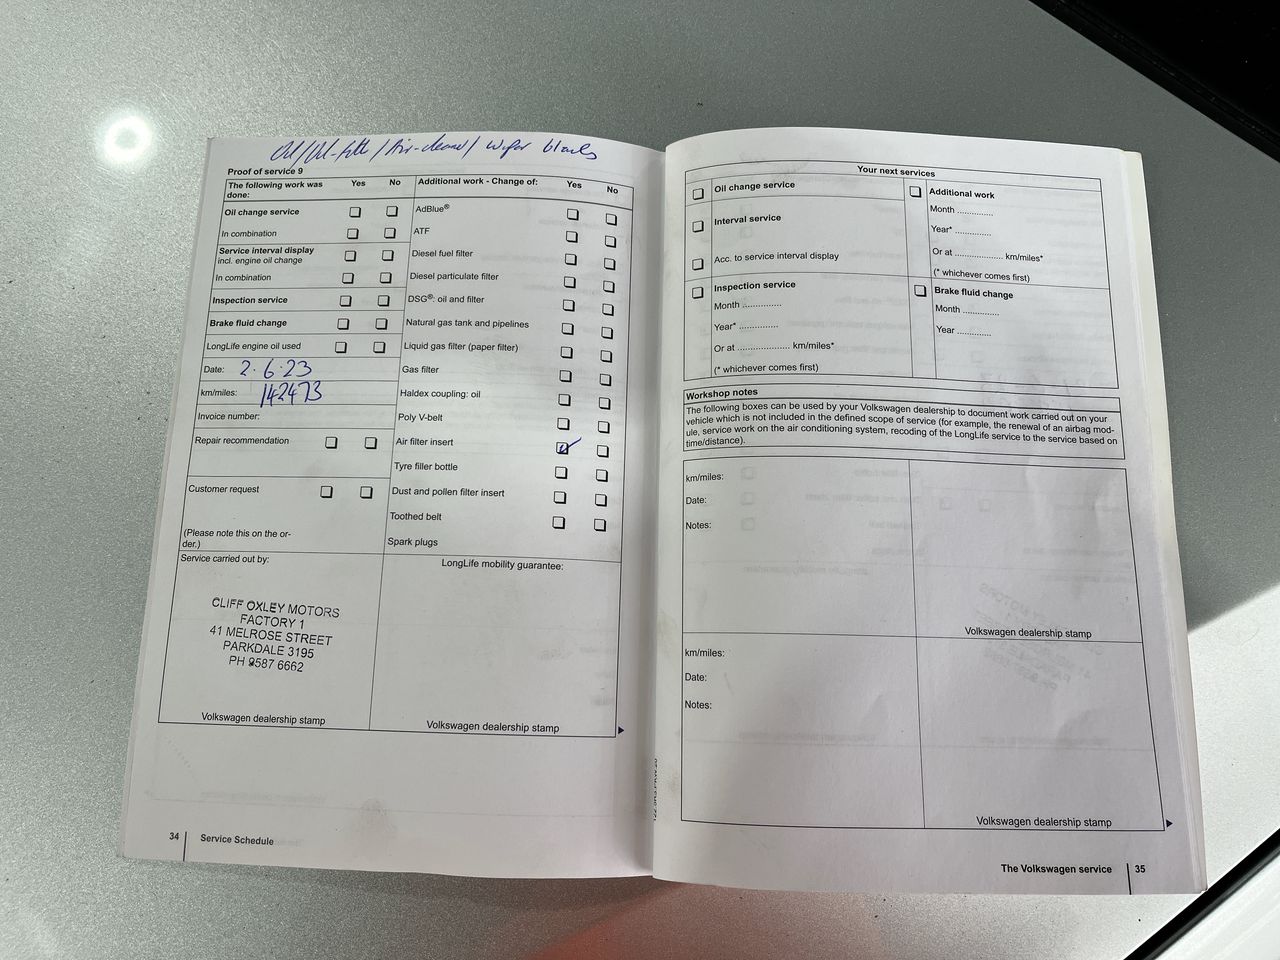 Oil/Oil-filter/Air-cleaner/wiper blades
Proof of service 9
The following work was done: Yes No
Oil change service
In combination
Service interval display
incl. engine oil change
In combination
Inspection service
Brake fluid change
LongLife engine oil used
Date: 2.6.23
km/miles: 142473
Invoice number:
Repair recommendation
Customer request
(Please note this on the or-
der.)
Additional work - Change of: Yes No
AdBlue®
ATF
Diesel fuel filter
Diesel particulate filter
DSG®: oil and filter
Natural gas tank and pipelines
Liquid gas filter (paper filter)
Gas filter
Haldex coupling: oil
Poly V-belt
Air filter insert
Tyre filler bottle
Dust and pollen filter insert
Toothed belt
Spark plugs
Service carried out by:
CLIFF OXLEY MOTORS
FACTORY 1
41 MELROSE STREET
PARKDALE 3195
PH 9587 6662
Volkswagen dealership stamp
LongLife mobility guarantee:
Volkswagen dealership stamp
34 Service Schedule
Your next services
Oil change service
Interval service
Acc. to service interval display
Inspection service
Month ..............
Year* ..............
Or at ..................... km/miles*
(* whichever comes first)
Additional work
Month ..............
Year* ..............
Or at ................... km/miles*
(* whichever comes first)
Brake fluid change
Month ..............
Year .............
Workshop notes
The following boxes can be used by your Volkswagen dealership to document work carried out on your
vehicle which is not included in the defined scope of service (for example, the renewal of an airbag mod-
ule, service work on the air conditioning system, recoding of the LongLife service to the service based on
time/distance).
km/miles:
Date:
Notes:
Volkswagen dealership stamp
km/miles:
Date:
Notes:
Volkswagen dealership stamp
The Volkswagen service 35